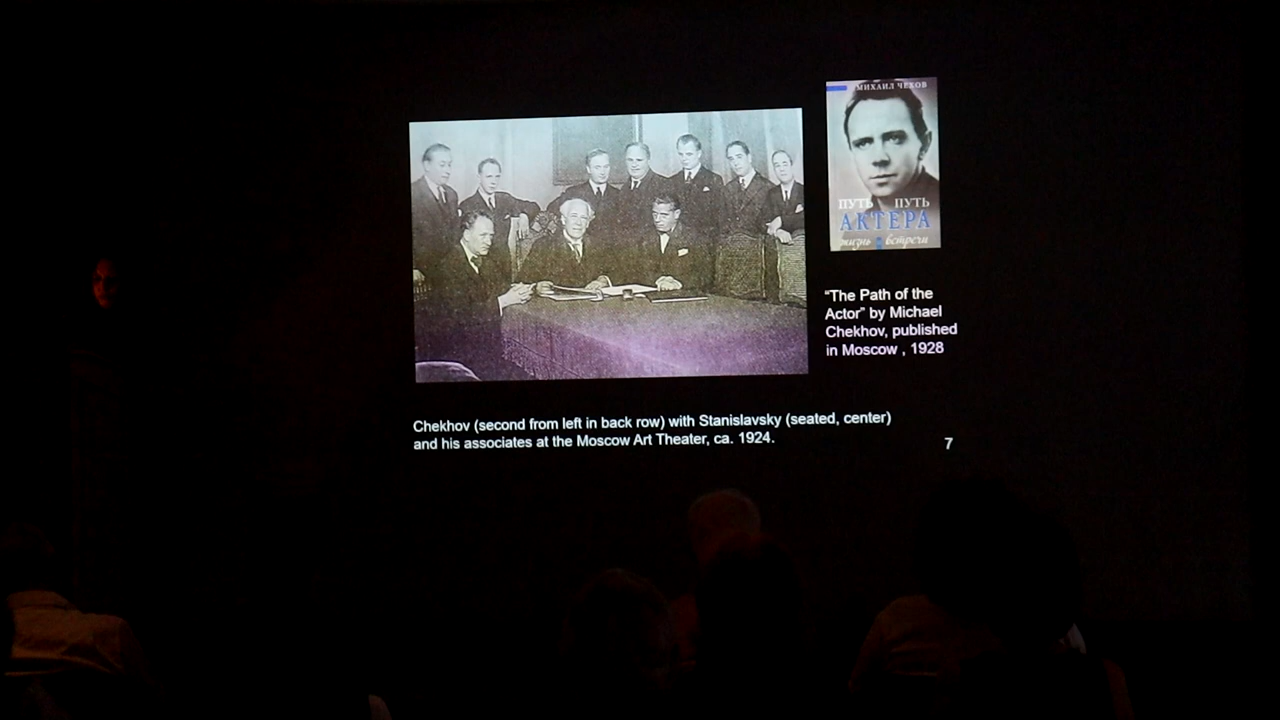 МИХАИЛ ЧЕХОВ
ПУТЬ ПУТЬ
АКТЕРА
жизнь и встречи
“The Path of the
Actor” by Michael
Chekhov, published
in Moscow , 1928
Chekhov (second from left in back row) with Stanislavsky (seated, center)
and his associates at the Moscow Art Theater, ca. 1924.
7